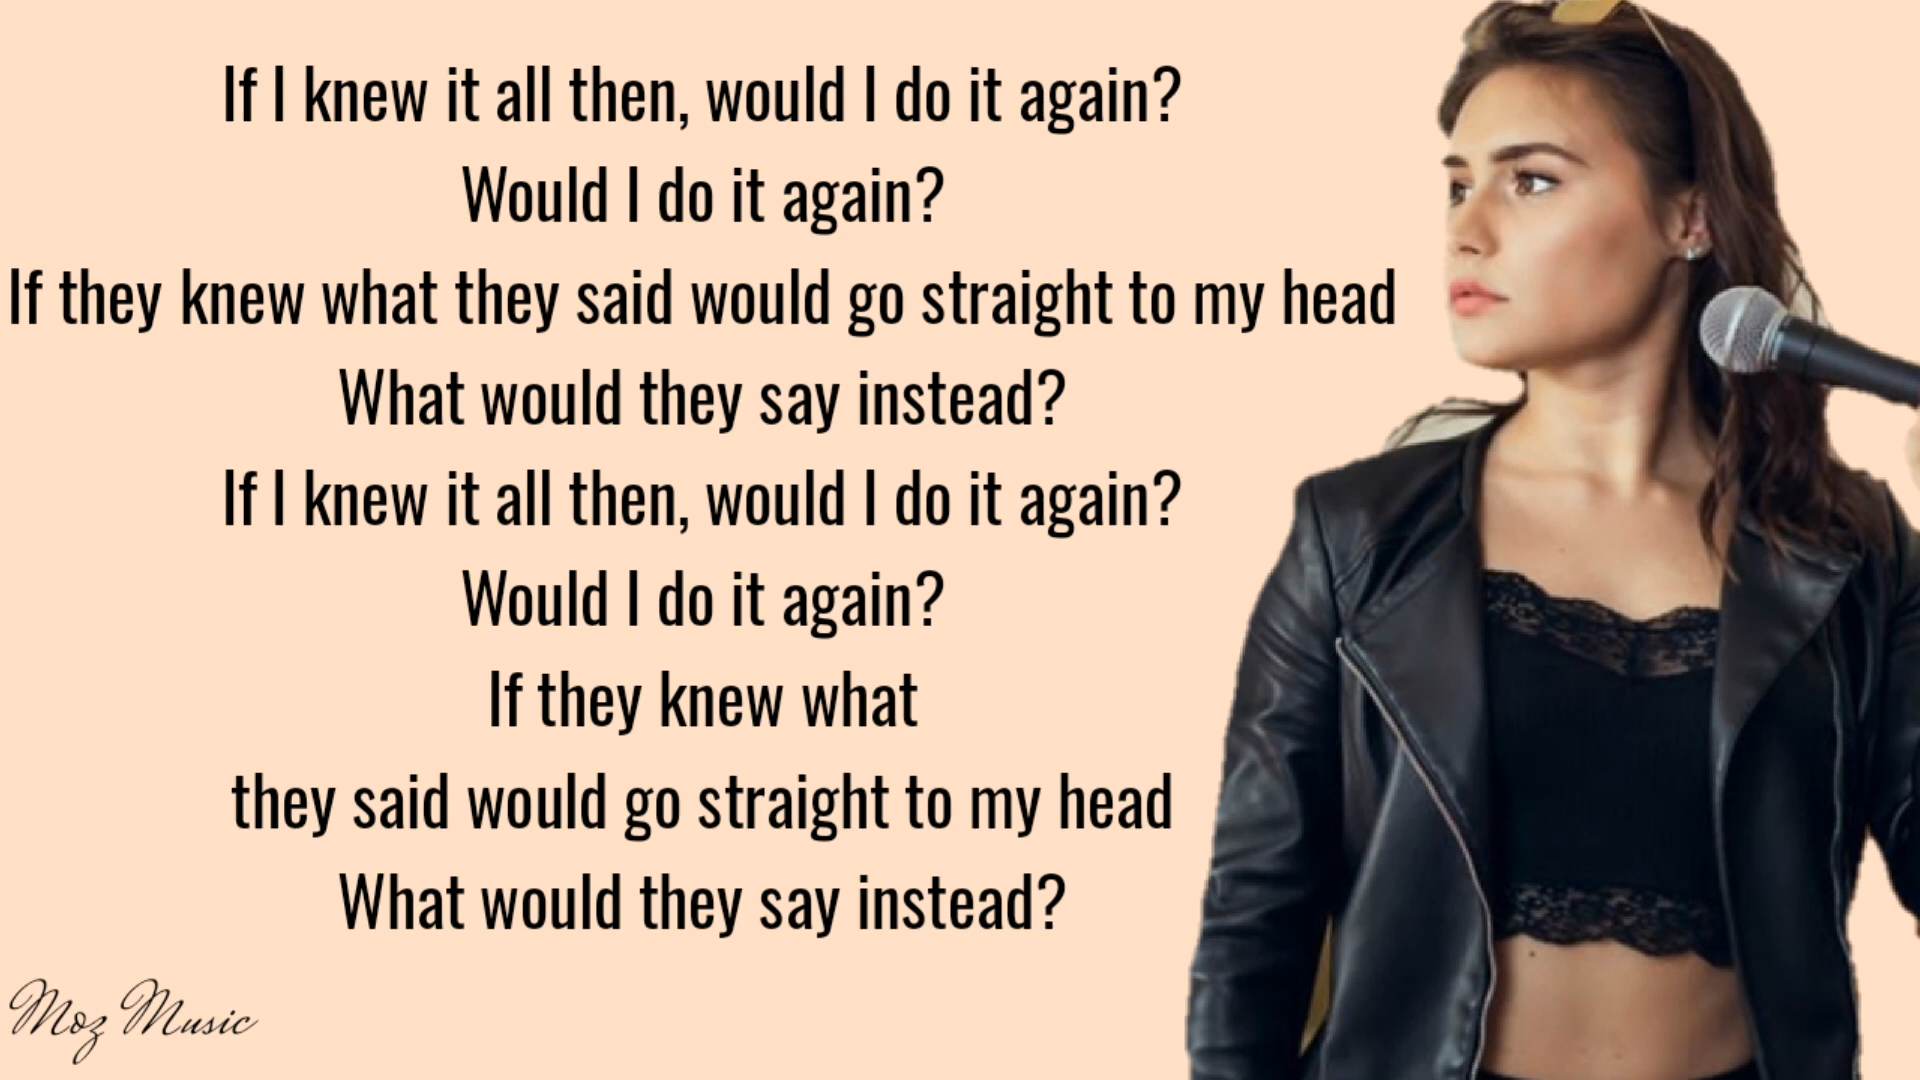 If I knew it all then, would I do it again?
Would I do it again?
If they knew what they said would go straight to my head
What would they say instead?
If I knew it all then, would I do it again?
Would I do it again?
If they knew what
they said would go straight to my head
What would they say instead?
Moz Music